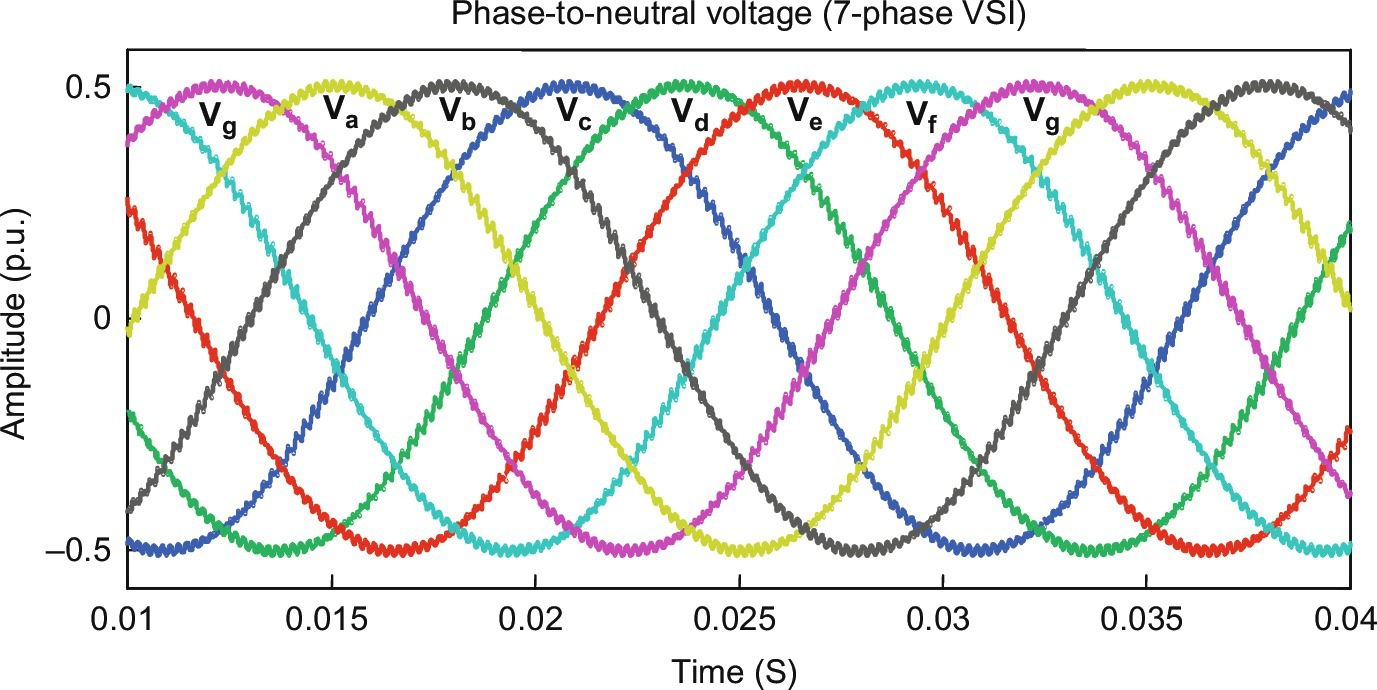 Phase-to-neutral voltage (7-phase VSI)
Amplitude (p.u.)
0.5
0
–0.5
Vg Va Vb Vc Vd Ve Vf Vg
0.01 0.015 0.02 0.025 0.03 0.035 0.04
Time (S)